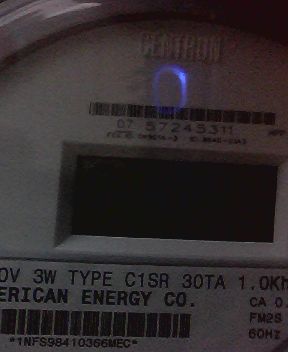 CENTRON
07 57245311
0V 3W TYPE C1SR 30TA 1.0Kh
ERICAN ENERGY CO.
CA 0.
FM2S
60HZ
*1NFS98410366MEC*